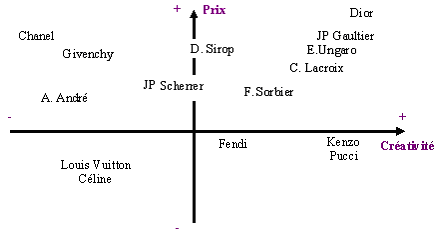 + Prix
Dior
Chanel
JP Gaultier
Givenchy
D. Sirop
E.Ungaro
C. Lacroix
JP Scherrer
F.Sorbier
A. André
-
+
Fendi
Kenzo
Créativité
Pucci
Louis Vuitton
Céline
-